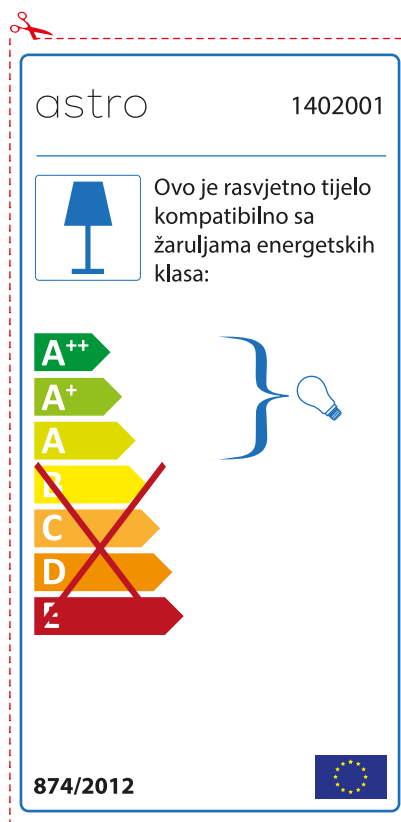 astro 1402001
Ovo je rasvjetno tijelo
kompatibilno sa
žaruljama energetskih
klasa:
A++
A+
A
B
C
D
E
874/2012